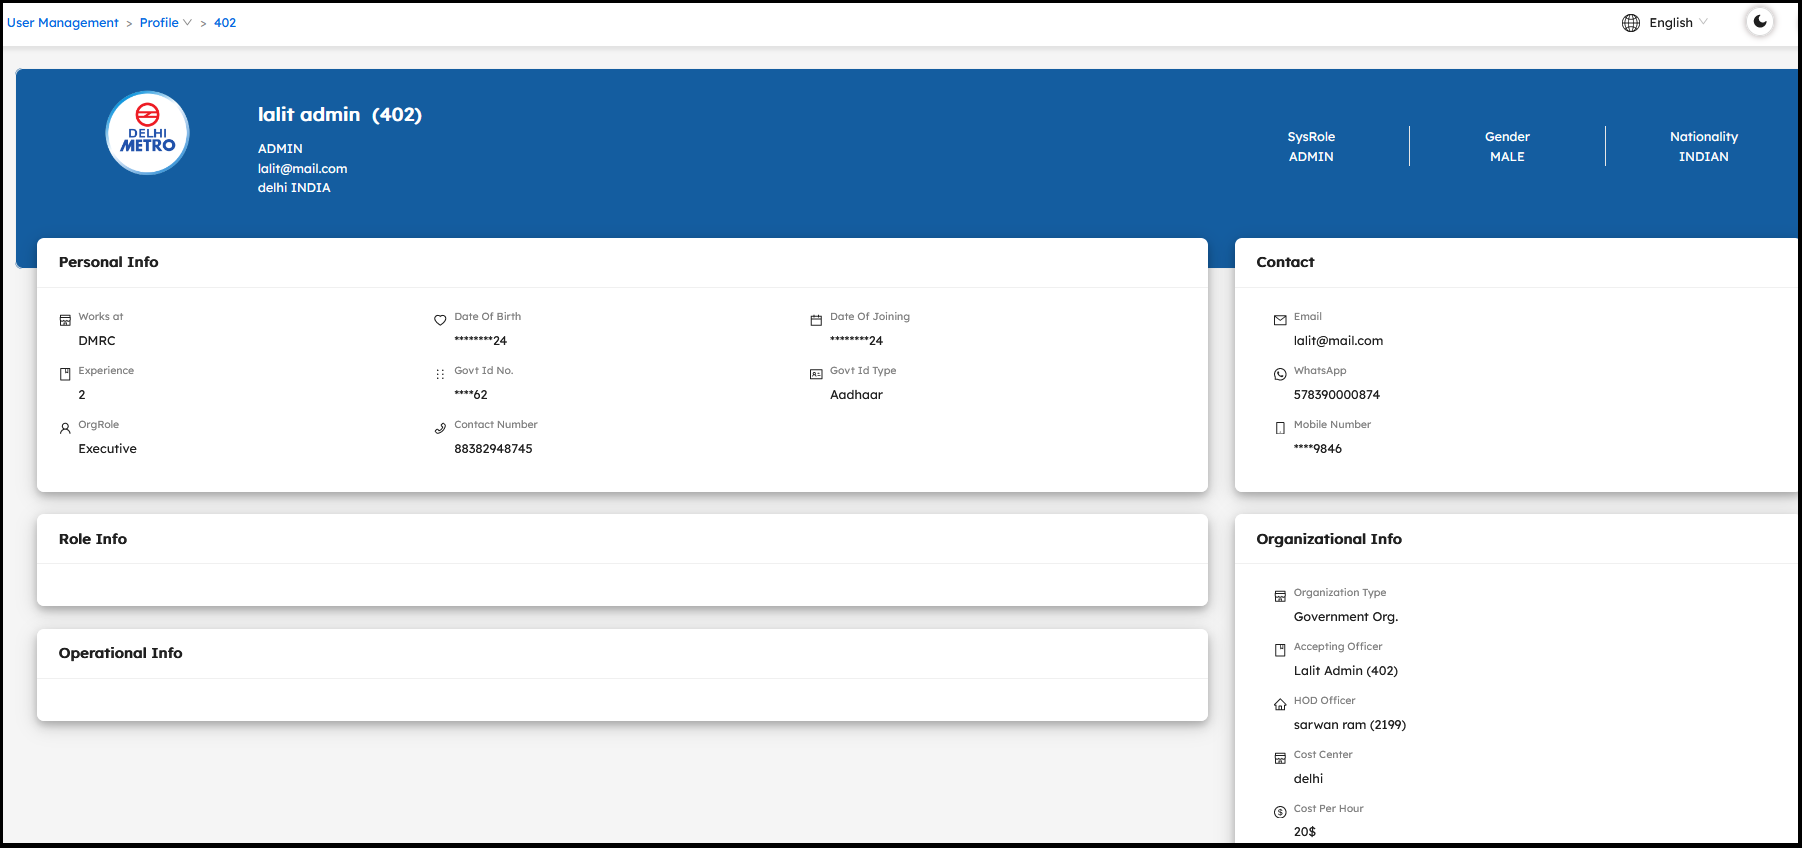 User Management > Profile > 402
English
DELHI
METRO
lalit admin (402)
ADMIN
lalit@mail.com
delhi INDIA
SysRole
ADMIN
Gender
MALE
Nationality
INDIAN
Personal Info
Works at
DMRC
Date Of Birth
********24
Date Of Joining
********24
Experience
2
Govt Id No.
****62
Govt Id Type
Aadhaar
OrgRole
Executive
Contact Number
88382948745
Contact
Email
lalit@mail.com
WhatsApp
578390000874
Mobile Number
****9846
Role Info
Operational Info
Organizational Info
Organization Type
Government Org.
Accepting Officer
Lalit Admin (402)
HOD Officer
sarwan ram (2199)
Cost Center
delhi
Cost Per Hour
20$